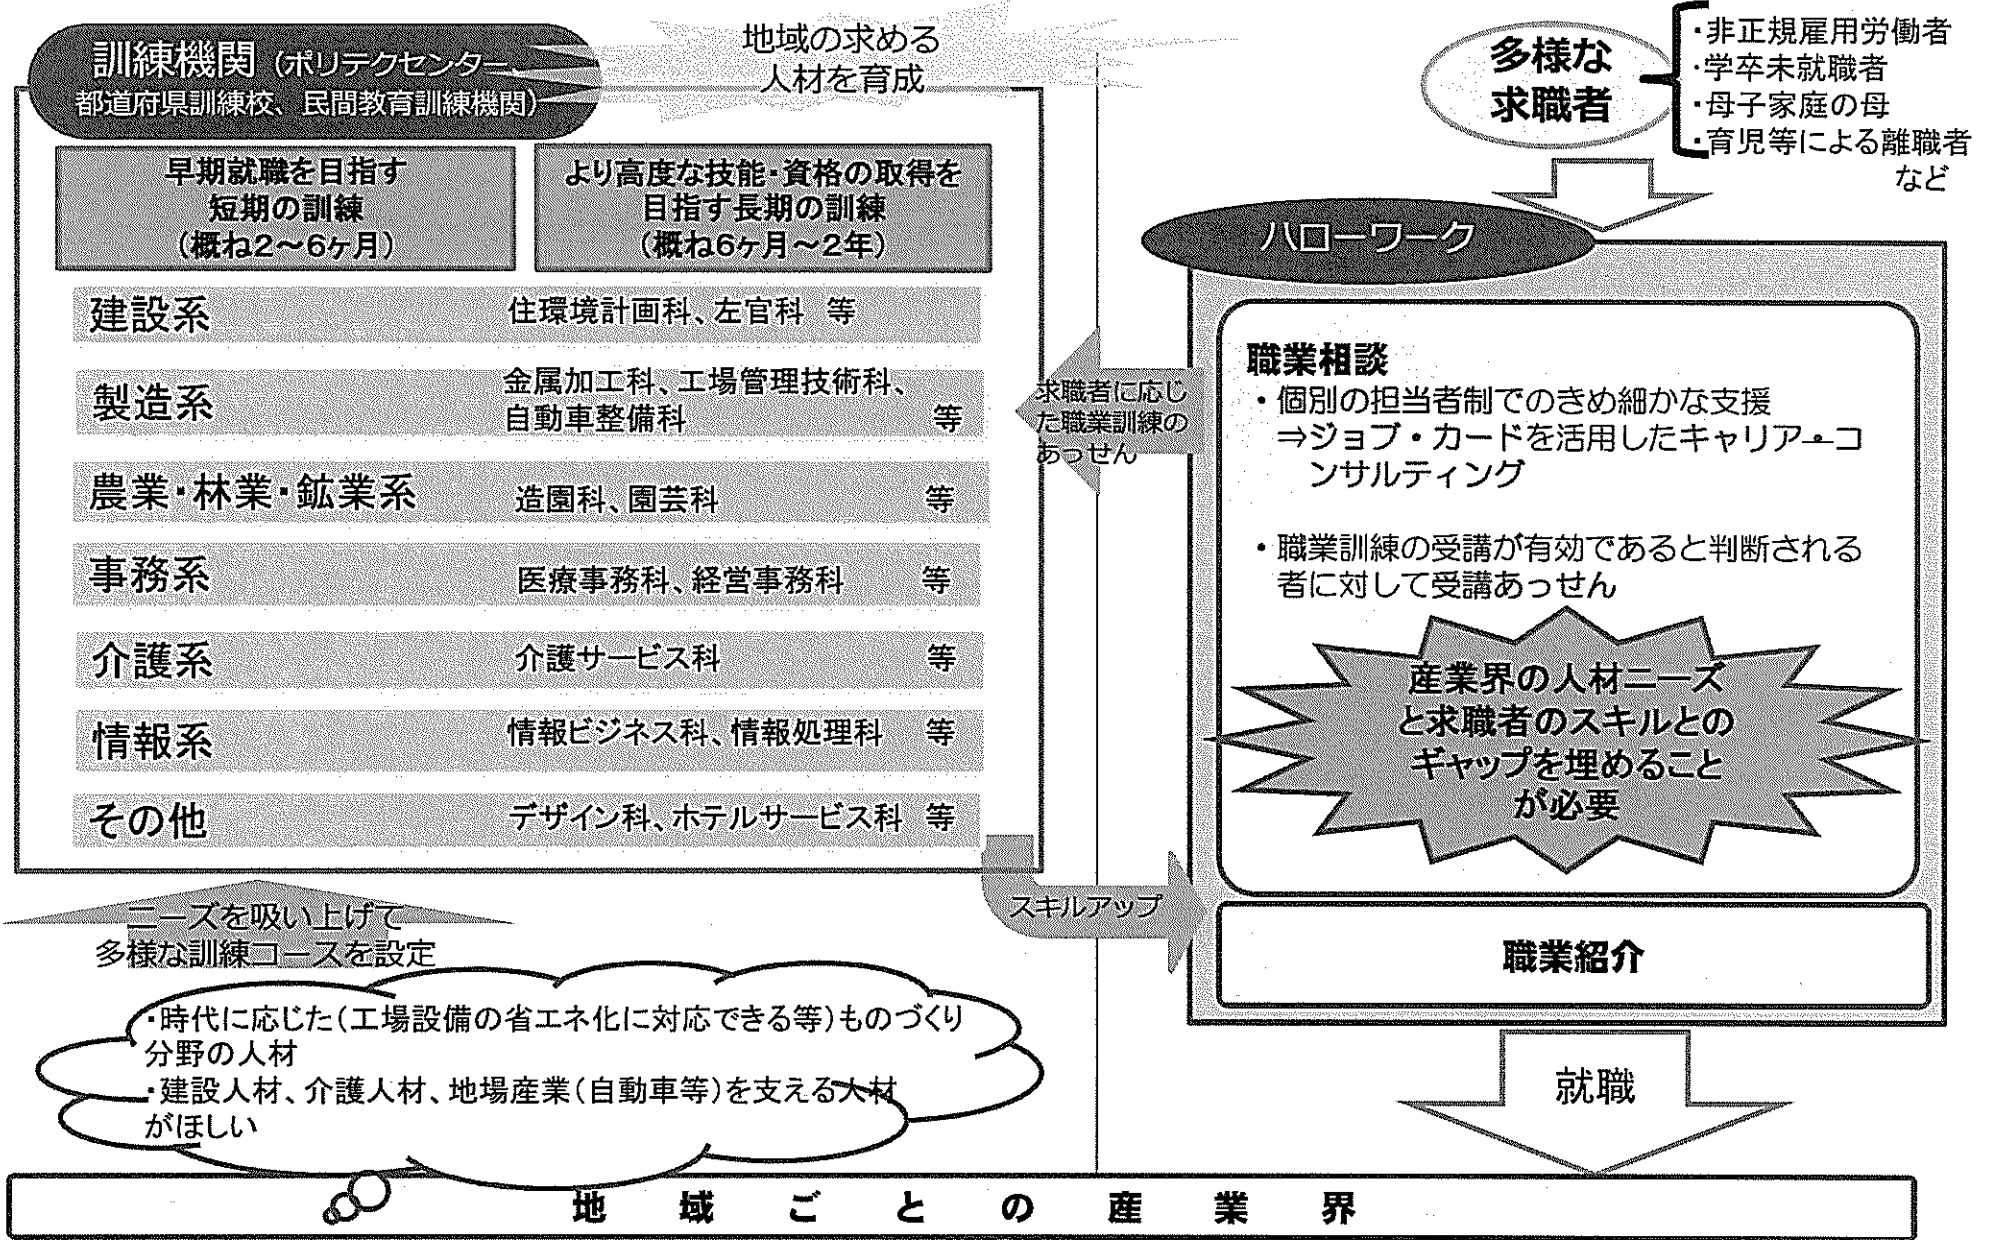 訓練機関（ポリテクセンター、
都道府県訓練校、民間教育訓練機関）
地域の求める
人材を育成
早期就職を目指す
短期の訓練
（概ね2～6ヶ月）
より高度な技能・資格の取得を
目指す長期の訓練
（概ね6ヶ月～2年）
建設系　住環境計画科、左官科　等
製造系　金属加工科、工場管理技術科、
自動車整備科　等
農業・林業・鉱業系　造園科、園芸科　等
事務系　医療事務科、経営事務科　等
介護系　介護サービス科　等
情報系　情報ビジネス科、情報処理科　等
その他　デザイン科、ホテルサービス科　等
ニーズを吸い上げて
多様な訓練コースを設定
・時代に応じた（工場設備の省エネ化に対応できる等）ものづくり
分野の人材
・建設人材、介護人材、地場産業（自動車等）を支える人材
がほしい
求職者に応じ
た職業訓練の
あっせん
スキルアップ
多様な
求職者
・非正規雇用労働者
・学卒未就職者
・母子家庭の母
・育児等による離職者
など
ハローワーク
職業相談
・個別の担当者制でのきめ細かな支援
⇒ジョブ・カードを活用したキャリア・コ
ンサルティング
・職業訓練の受講が有効であると判断される
者に対して受講あっせん
産業界の人材ニーズ
と求職者のスキルとの
ギャップを埋めること
が必要
職業紹介
就職
地域ごとの産業界